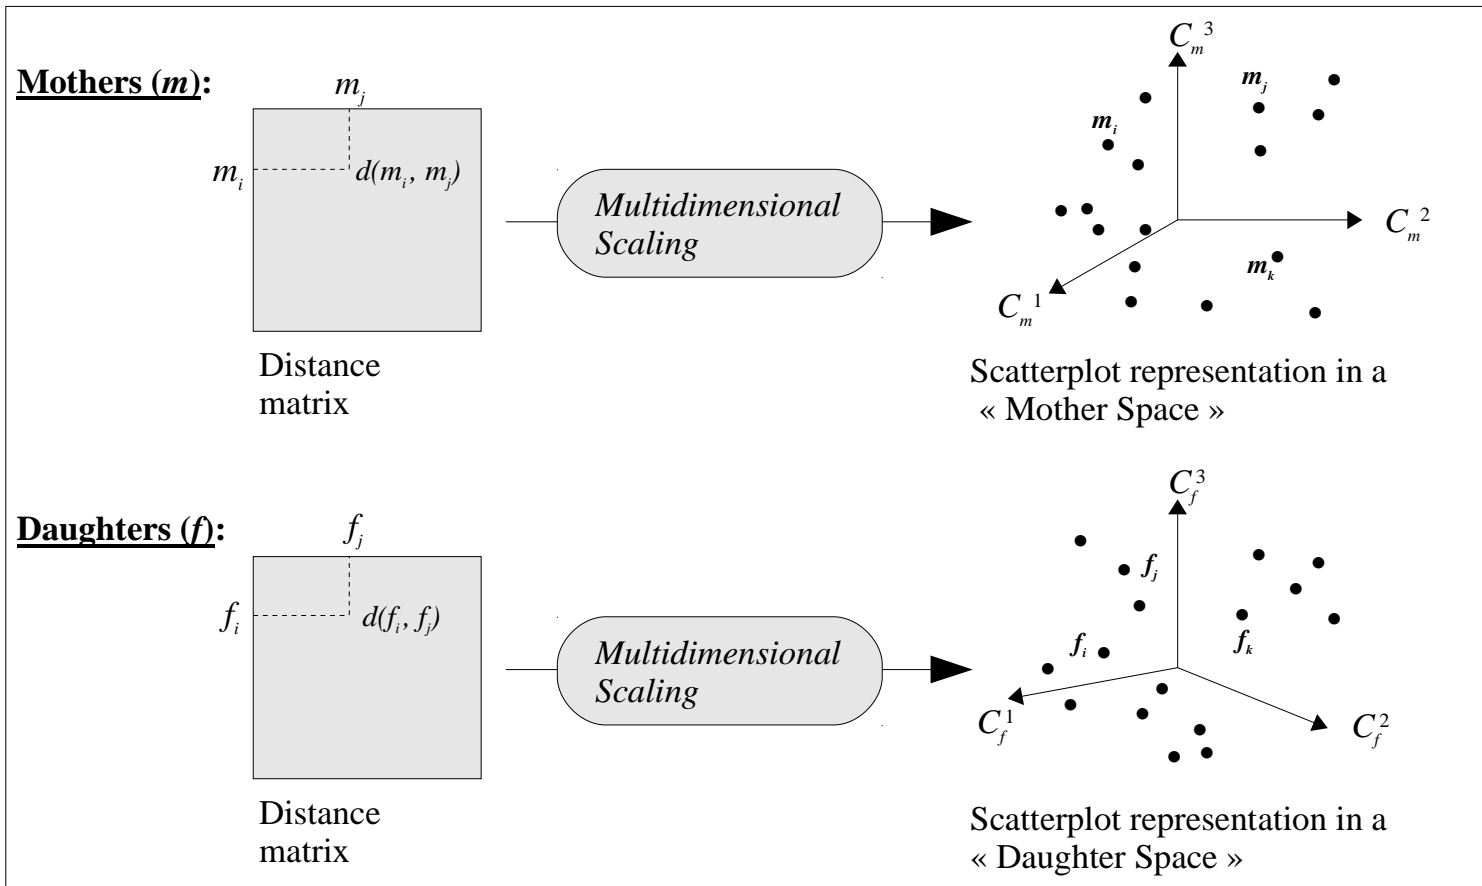 Mothers (m):
m_j
m_i
d(m_i, m_j)
Distance
matrix
Multidimensional
Scaling
C_m^3
m_j
m_i
C_m^2
m_k
C_m^1
Scatterplot representation in a
« Mother Space »
Daughters (f):
f_j
f_i
d(f_i, f_j)
Distance
matrix
Multidimensional
Scaling
C_f^3
f_j
f_i
f_k
C_f^1
C_f^2
Scatterplot representation in a
« Daughter Space »